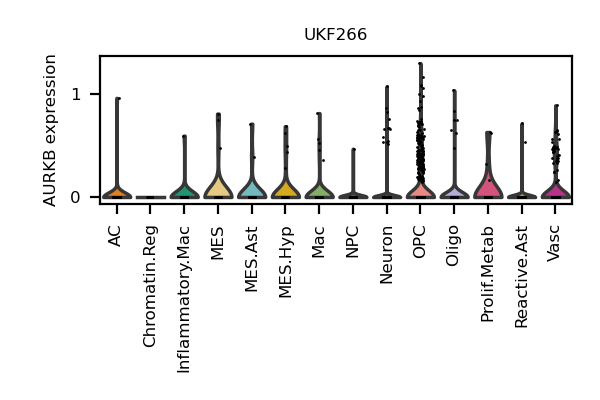 UKF266
AURKB expression
1
0
AC
Chromatin.Reg
Inflammatory.Mac
MES
MES.Ast
MES.Hyp
Mac
NPC
Neuron
OPC
Oligo
Prolif.Metab
Reactive.Ast
Vasc